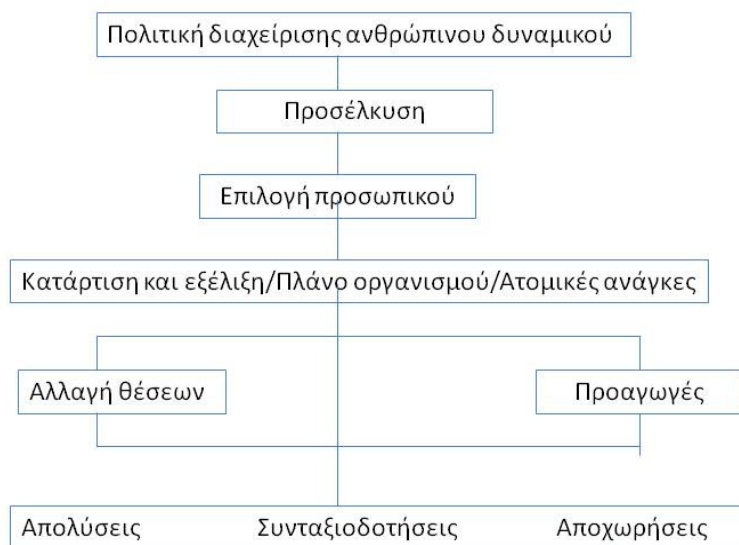 Πολιτική διαχείρισης ανθρώπινου δυναμικού
Προσέλκυση
Επιλογή προσωπικού
Κατάρτιση και εξέλιξη/Πλάνο οργανισμού/Ατομικές ανάγκες
Αλλαγή θέσεων
Προαγωγές
Απολύσεις Συνταξιοδοτήσεις Αποχωρήσεις